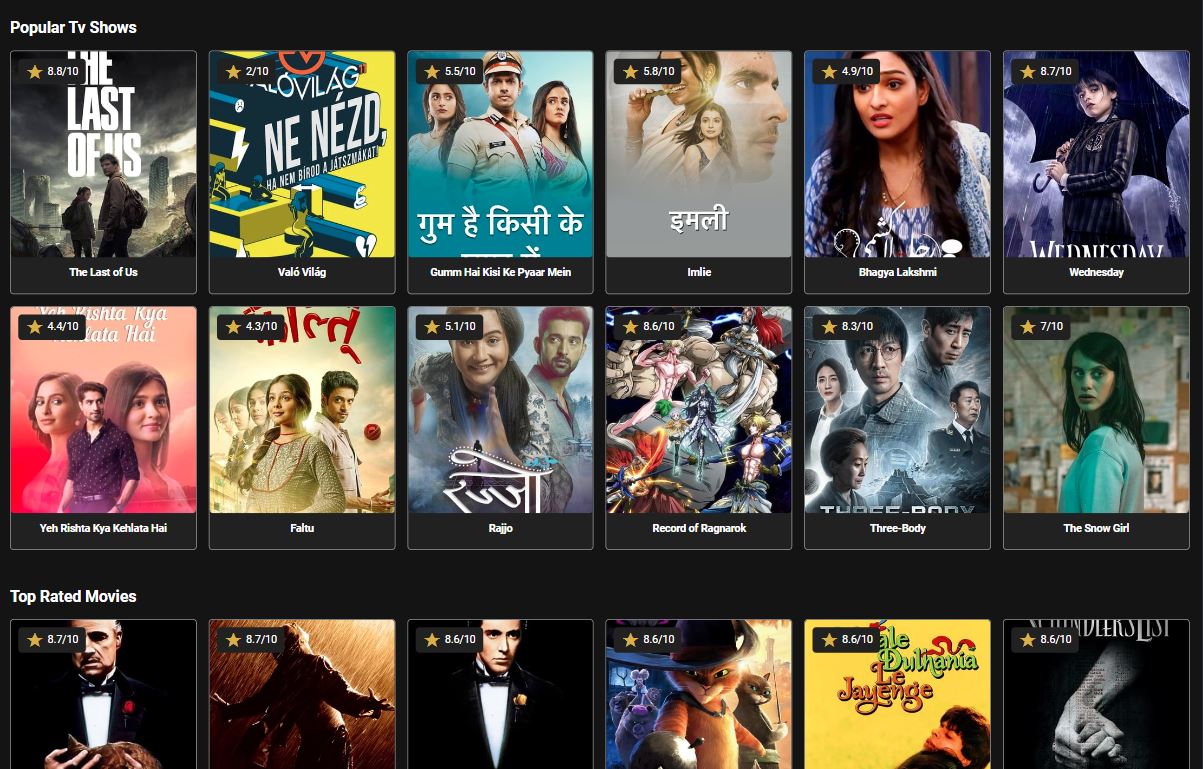 Popular Tv Shows
8.8/10
THE
LAST
OF US
The Last of Us
2/10
VILÁG
NE NÉZD,
HA NEM BÍROD A JÁTSZMÁKAT!
Való Világ
5.5/10
गुम है किसी के
Gumm Hai Kisi Ke Pyaar Mein
5.8/10
इमली
Imlie
4.9/10
Bhagya Lakshmi
8.7/10
WEDNESDAY
Wednesday
4.4/10
Yeh Rishta Kya
Kehlata Hai
Yeh Rishta Kya Kehlata Hai
4.3/10
फाल्तू
Faltu
5.1/10
रज्जो
Rajjo
8.6/10
Record of Ragnarok
8.3/10
THREE-BODY
Three-Body
7/10
The Snow Girl
Top Rated Movies
8.7/10
8.7/10
8.6/10
8.6/10
8.6/10
Dulhania
Le
Jayenge
8.6/10
SCHINDLER'S LIST